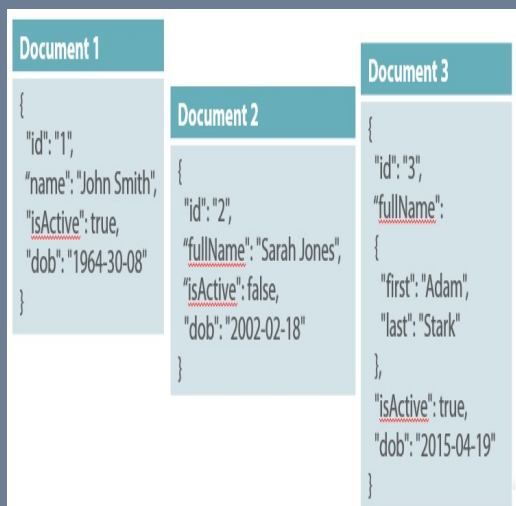 Document 1
{
"id": "1",
“name": "John Smith",
"isActive": true,
"dob": "1964-30-08"
}
Document 2
{
"id": "2",
“fullName": "Sarah Jones",
“isActive": false,
"dob": "2002-02-18"
}
Document 3
{
"id": "3",
“fullName":
{
"first": "Adam",
"last": "Stark"
},
"isActive": true,
"dob": "2015-04-19"
}